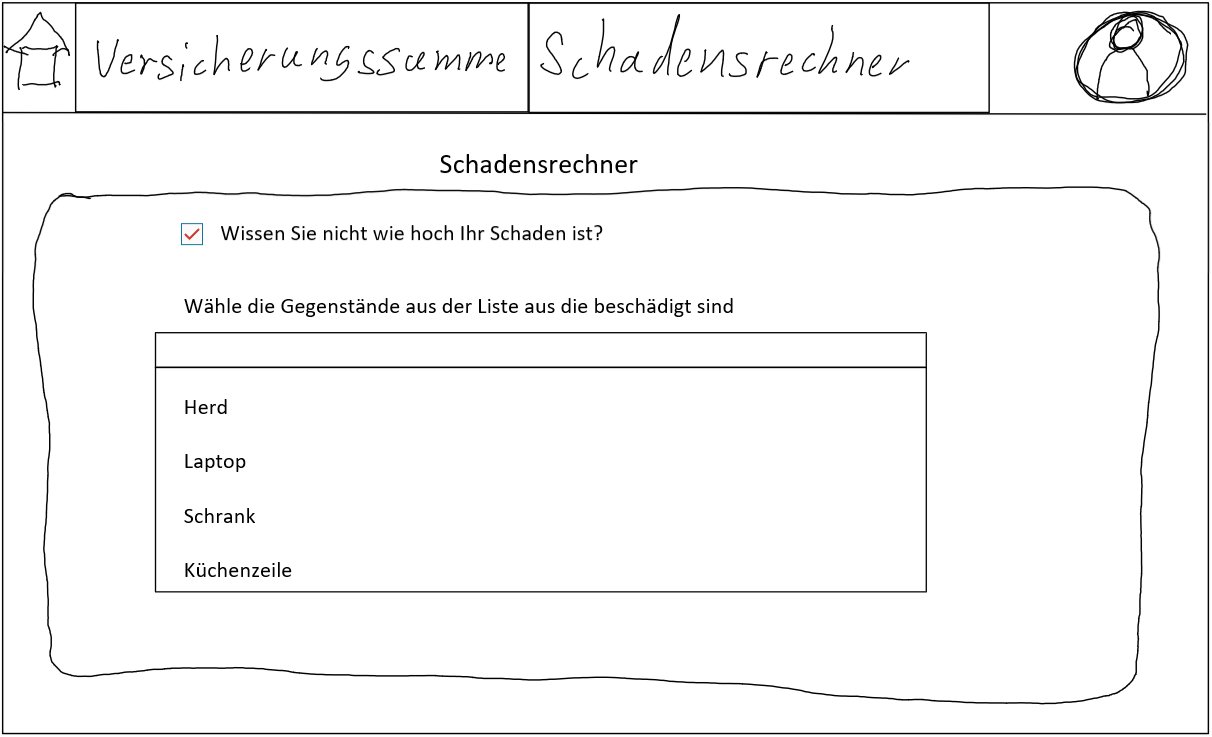 Versicherungssumme Schadensrechner
Schadensrechner
Wissen Sie nicht wie hoch Ihr Schaden ist?
Wähle die Gegenstände aus der Liste aus die beschädigt sind
Herd
Laptop
Schrank
Küchenzeile